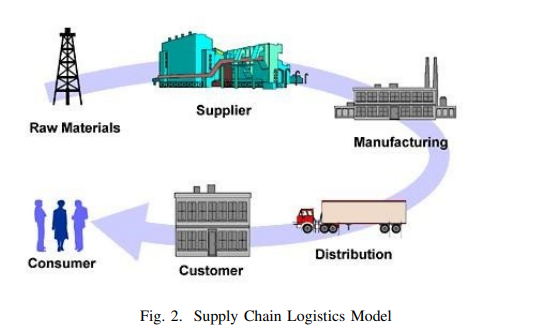 Raw Materials
Supplier
Manufacturing
Distribution
Customer
Consumer
Fig. 2. Supply Chain Logistics Model